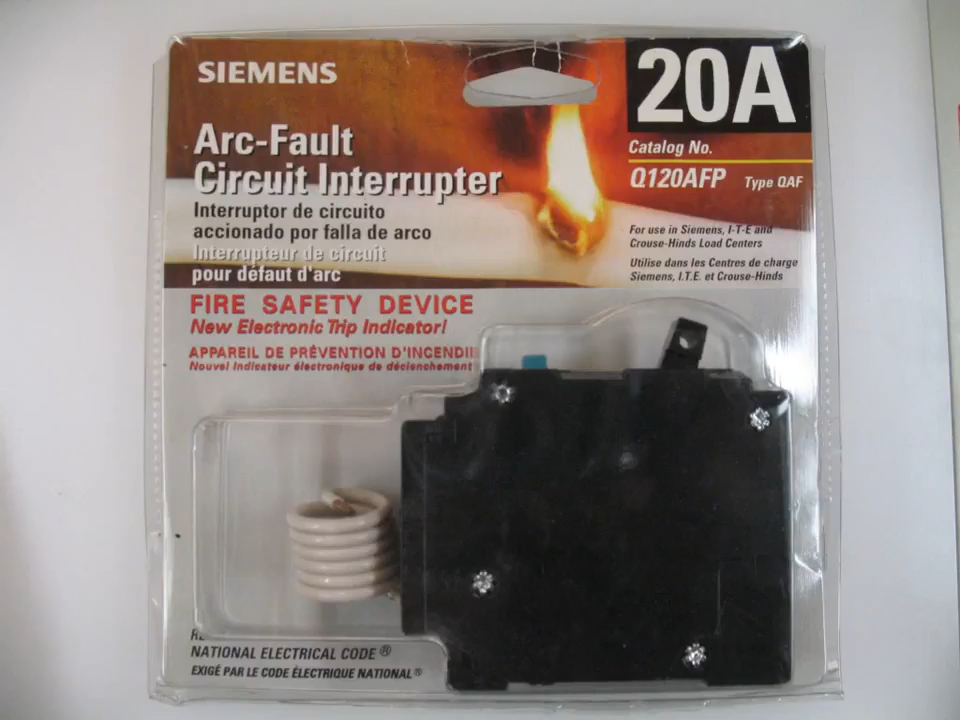 SIEMENS
20A
Arc-Fault
Circuit Interrupter
Interruptor de circuito
accionado por falla de arco
Interrupteur de circuit
pour défaut d'arc
Catalog No.
Q120AFP Type QAF
For use in Siemens, I-T-E and
Crouse-Hinds Load Centers
Utilise dans les Centres de charge
Siemens, I.T.E. et Crouse-Hinds
FIRE SAFETY DEVICE
New Electronic Trip Indicator!
APPAREIL DE PRÉVENTION D'INCENDIE
Nouvel indicateur électronique de déclenchement
NATIONAL ELECTRICAL CODE®
EXIGÉ PAR LE CODE ÉLECTRIQUE NATIONAL®